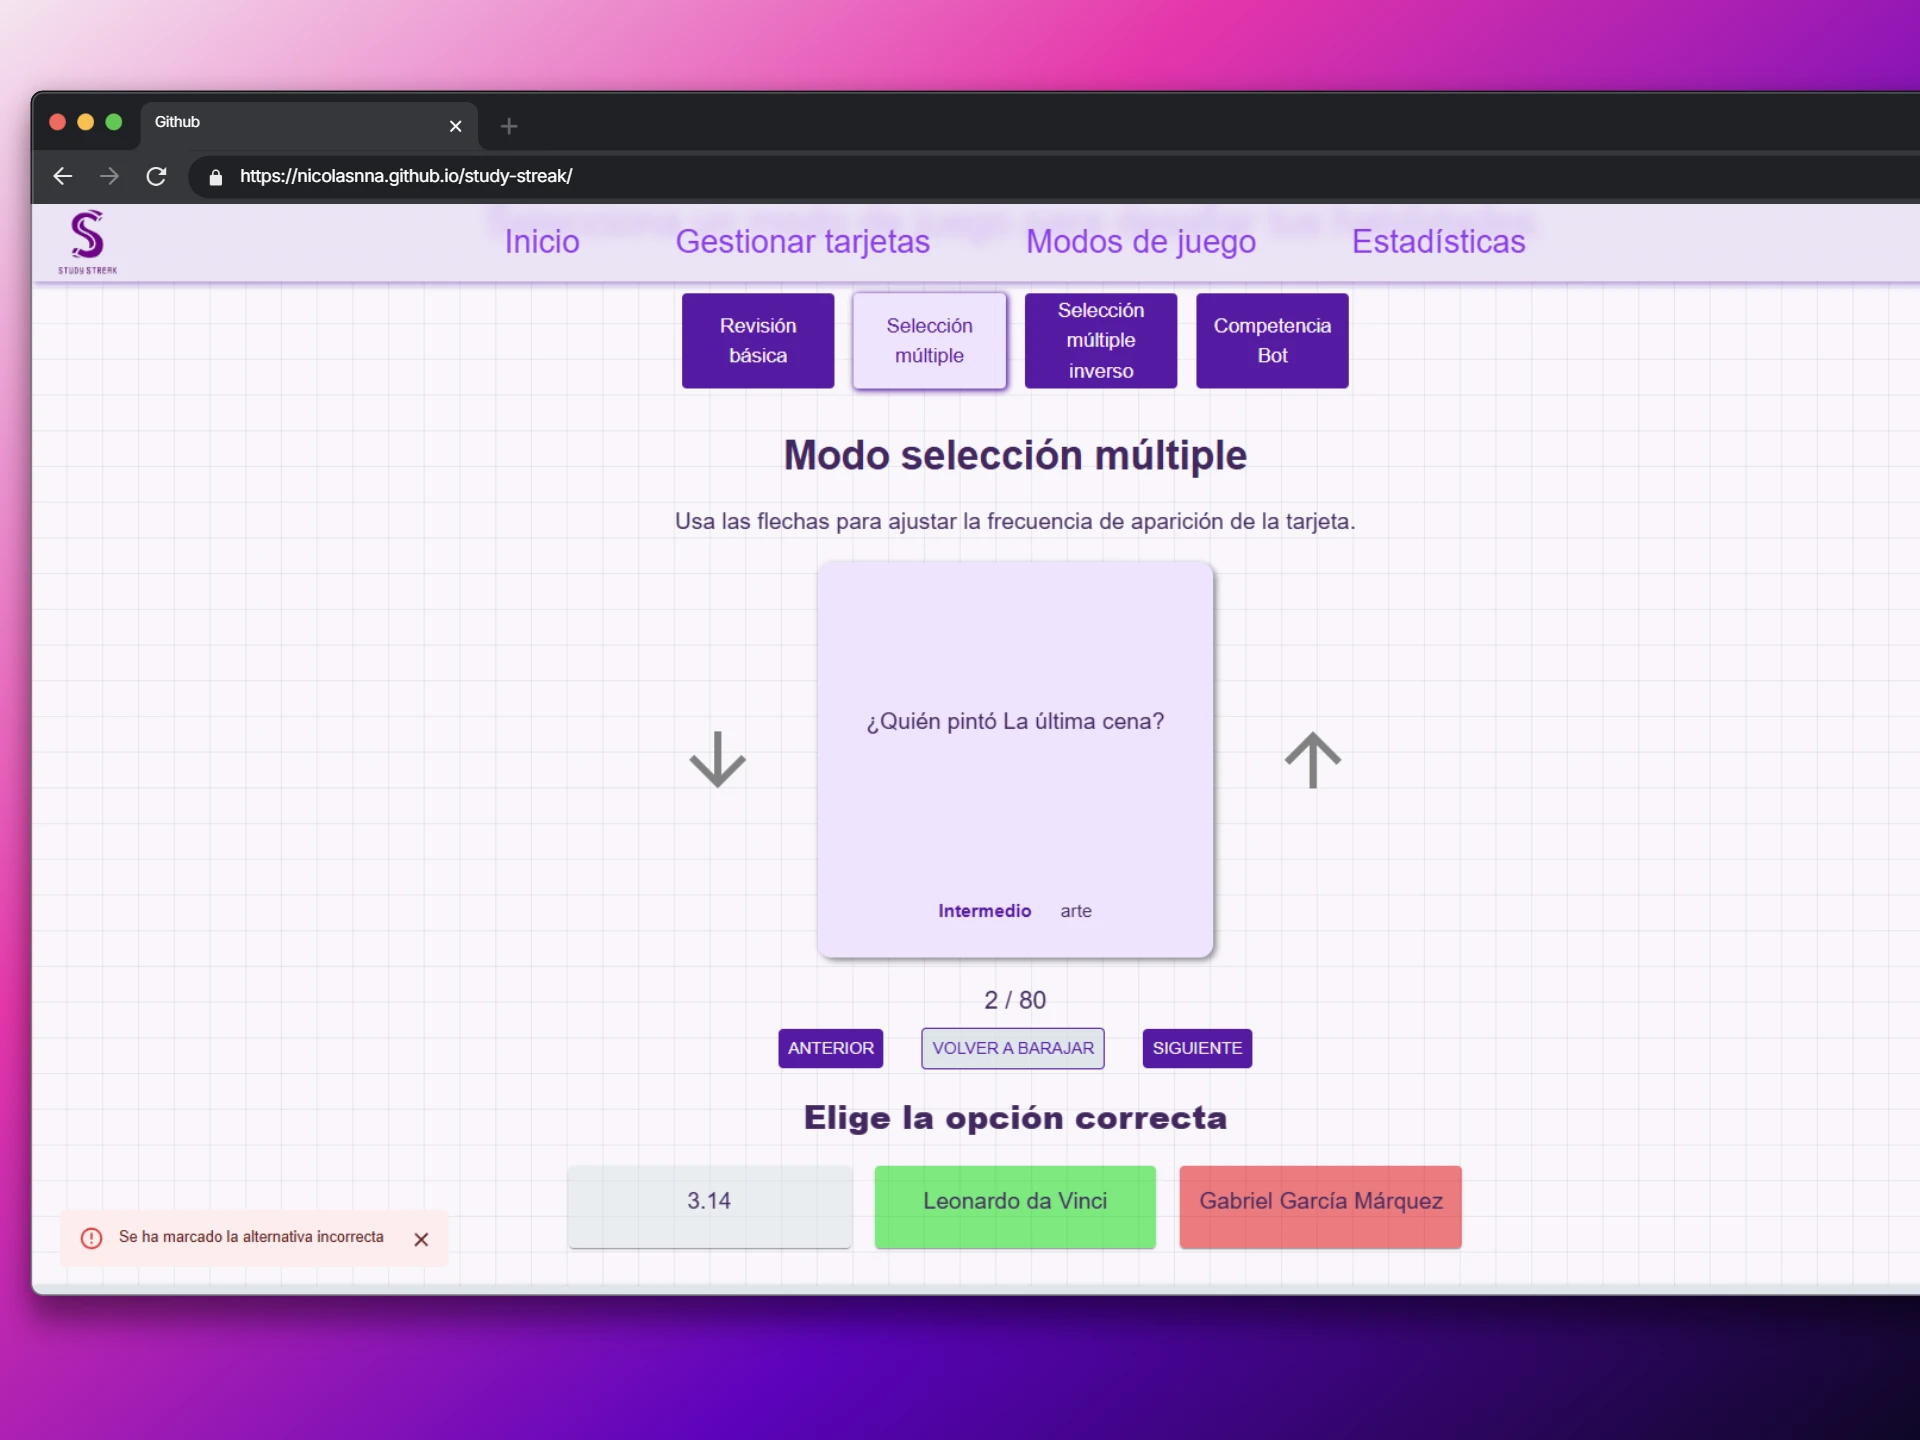 Github
https://nicolasnna.github.io/study-streak/
STUDY STREAK
Inicio Gestionar tarjetas Modos de juego Estadísticas
Revisión básica
Selección múltiple
Selección múltiple inverso
Competencia Bot
Modo selección múltiple
Usa las flechas para ajustar la frecuencia de aparición de la tarjeta.
¿Quién pintó La última cena?
Intermedio arte
2 / 80
ANTERIOR VOLVER A BARAJAR SIGUIENTE
Elige la opción correcta
3.14 Leonardo da Vinci Gabriel García Márquez
Se ha marcado la alternativa incorrecta